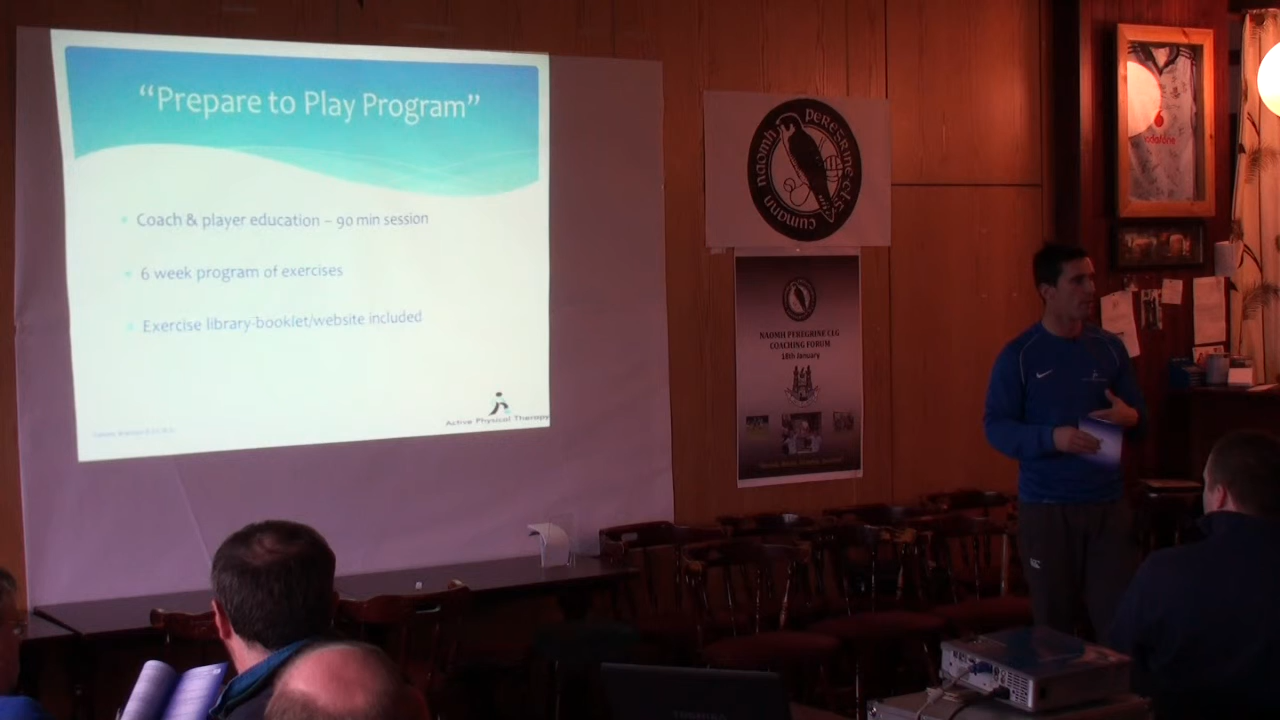 “Prepare to Play Program”
Coach & player education – 90 min session
6 week program of exercises
Exercise library-booklet/website included
Active Physical Therapy
naomh peregrine clg
cumann
NAOMH PEREGRINE CLG
COACHING FORUM
18th January
vodafone
TOSHIBA